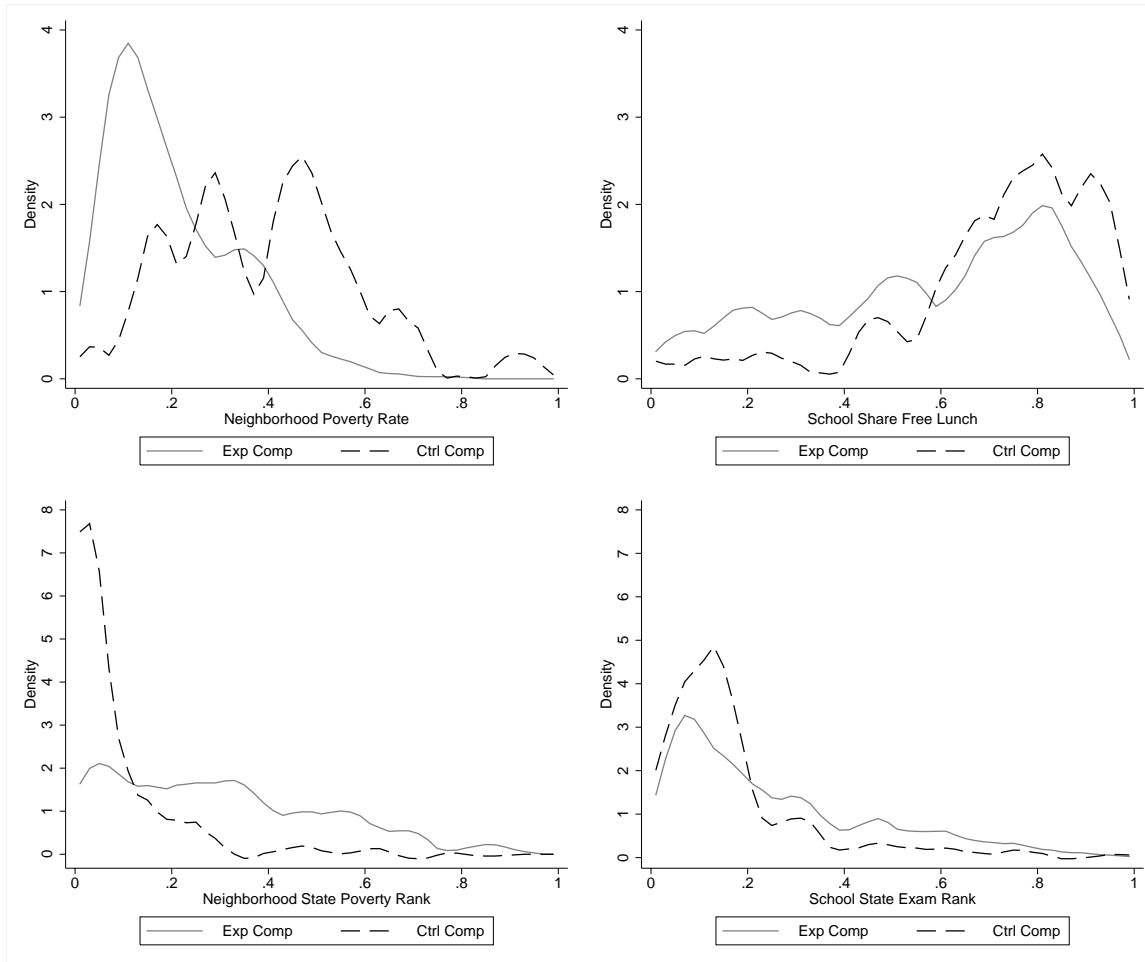 Density
4
3
2
1
0
0 .2 .4 .6 .8 1
Neighborhood Poverty Rate
Exp Comp Ctrl Comp
Density
4
3
2
1
0
0 .2 .4 .6 .8 1
School Share Free Lunch
Exp Comp Ctrl Comp
Density
8
7
6
5
4
3
2
1
0
0 .2 .4 .6 .8 1
Neighborhood State Poverty Rank
Exp Comp Ctrl Comp
Density
8
7
6
5
4
3
2
1
0
0 .2 .4 .6 .8 1
School State Exam Rank
Exp Comp Ctrl Comp